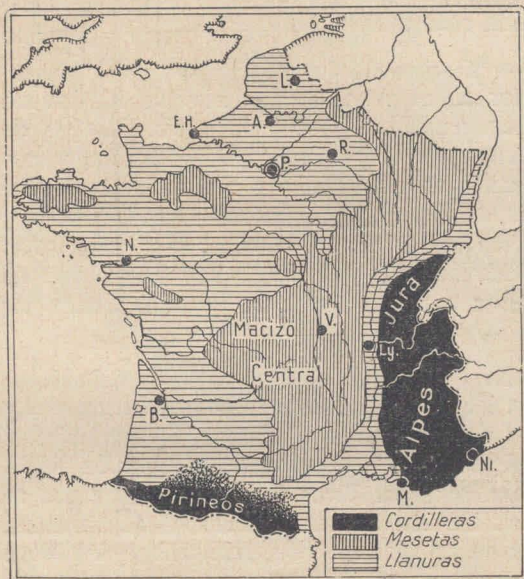 L.
E.H.
A.
R.
P.
N.
Jura
Macizo
V.
Ly.
Central
B.
Alpes
Ni.
Pirineos
M.
Cordilleras
Mesetas
Llanuras